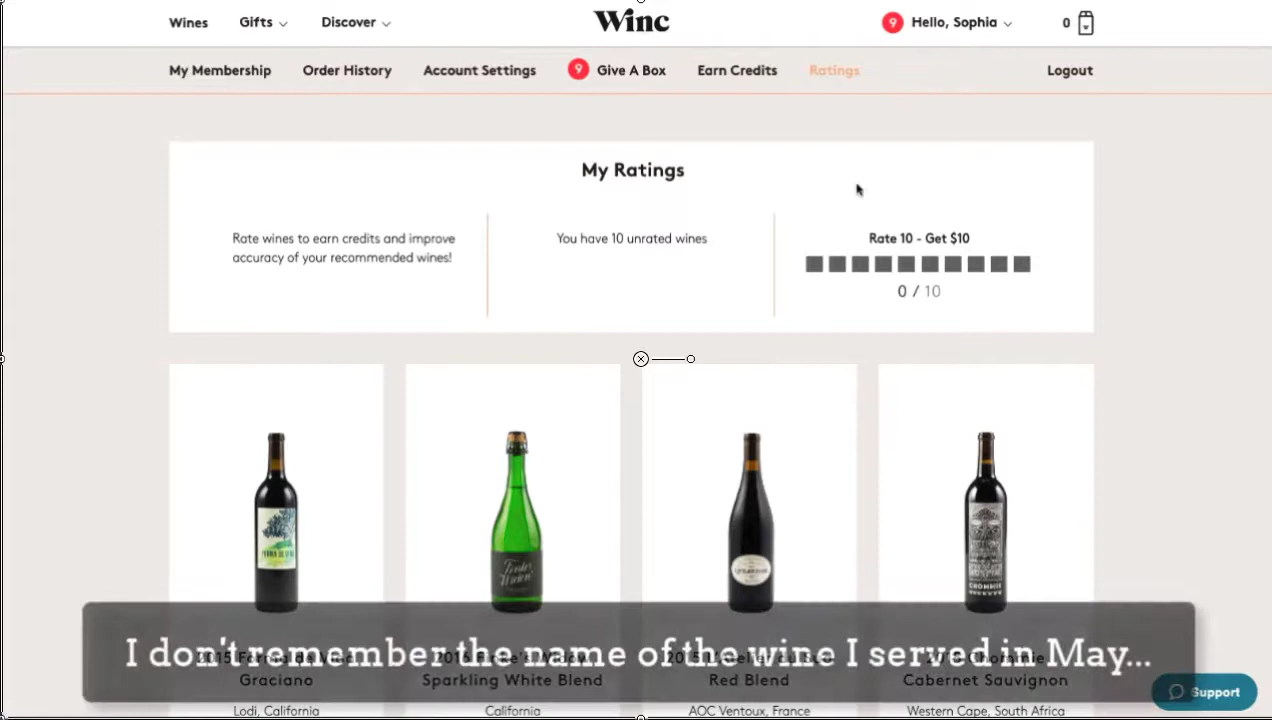 Wines
Gifts
Discover
Winc
9
Hello, Sophia
0
My Membership
Order History
Account Settings
9
Give A Box
Earn Credits
Ratings
Logout
My Ratings
Rate wines to earn credits and improve
accuracy of your recommended wines!
You have 10 unrated wines
Rate 10 - Get $10
0 / 10
CHOMMIE
I don't remember the name of the wine I served in May...
Graciano
Sparkling White Blend
Red Blend
Cabernet Sauvignon
Lodi, California
California
AOC Ventoux, France
Western Cape, South Africa
Support